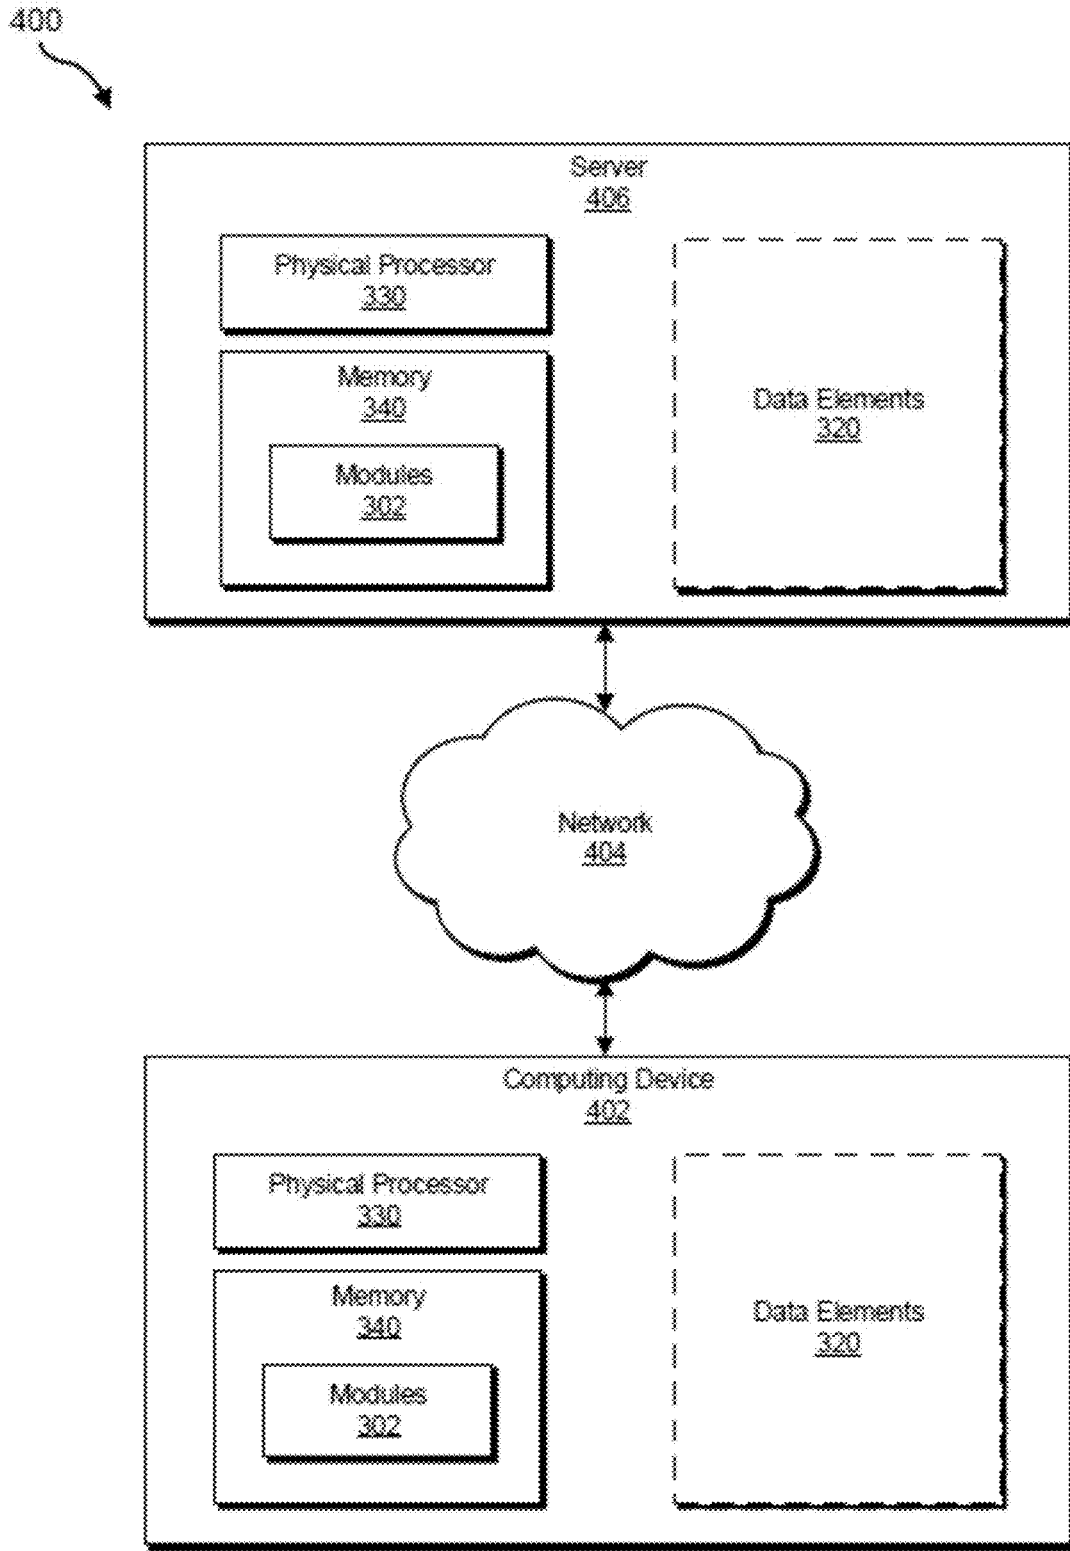 400
Server
406
Physical Processor
330
Memory
340
Modules
302
Data Elements
320
Network
404
Computing Device
402
Physical Processor
330
Memory
340
Modules
302
Data Elements
320